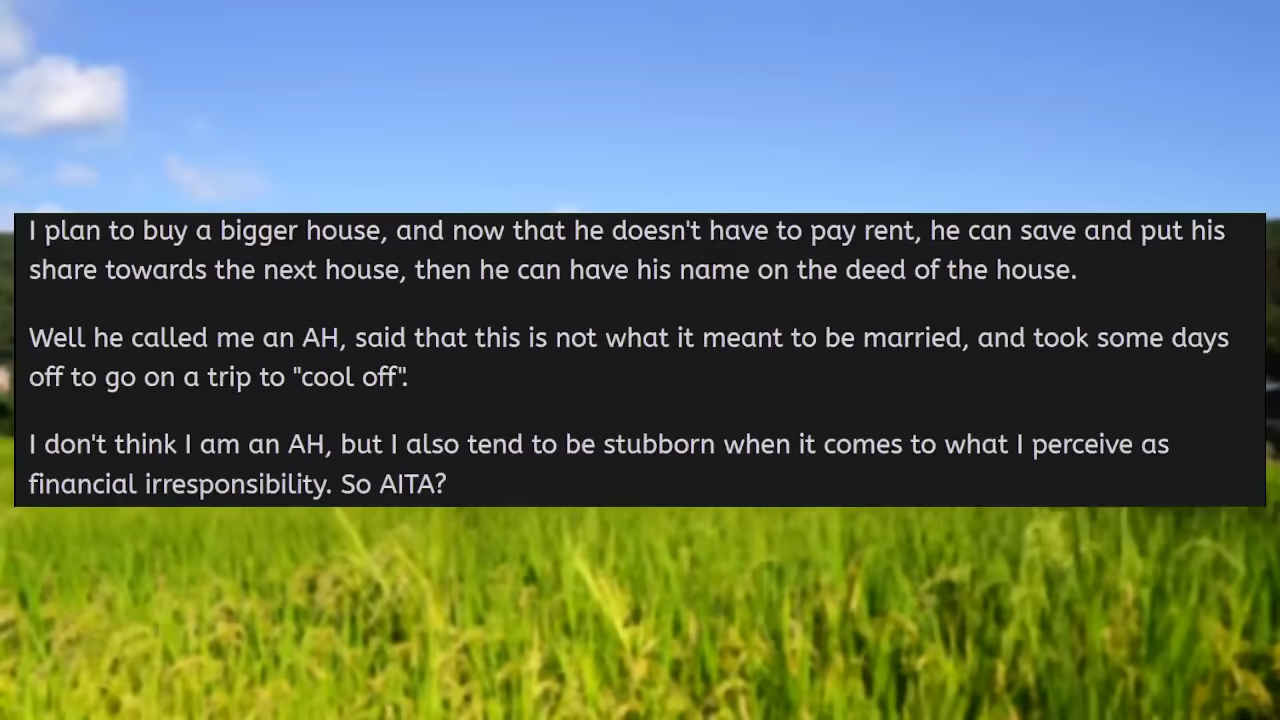 I plan to buy a bigger house, and now that he doesn't have to pay rent, he can save and put his
share towards the next house, then he can have his name on the deed of the house.
Well he called me an AH, said that this is not what it meant to be married, and took some days
off to go on a trip to "cool off".
I don't think I am an AH, but I also tend to be stubborn when it comes to what I perceive as
financial irresponsibility. So AITA?